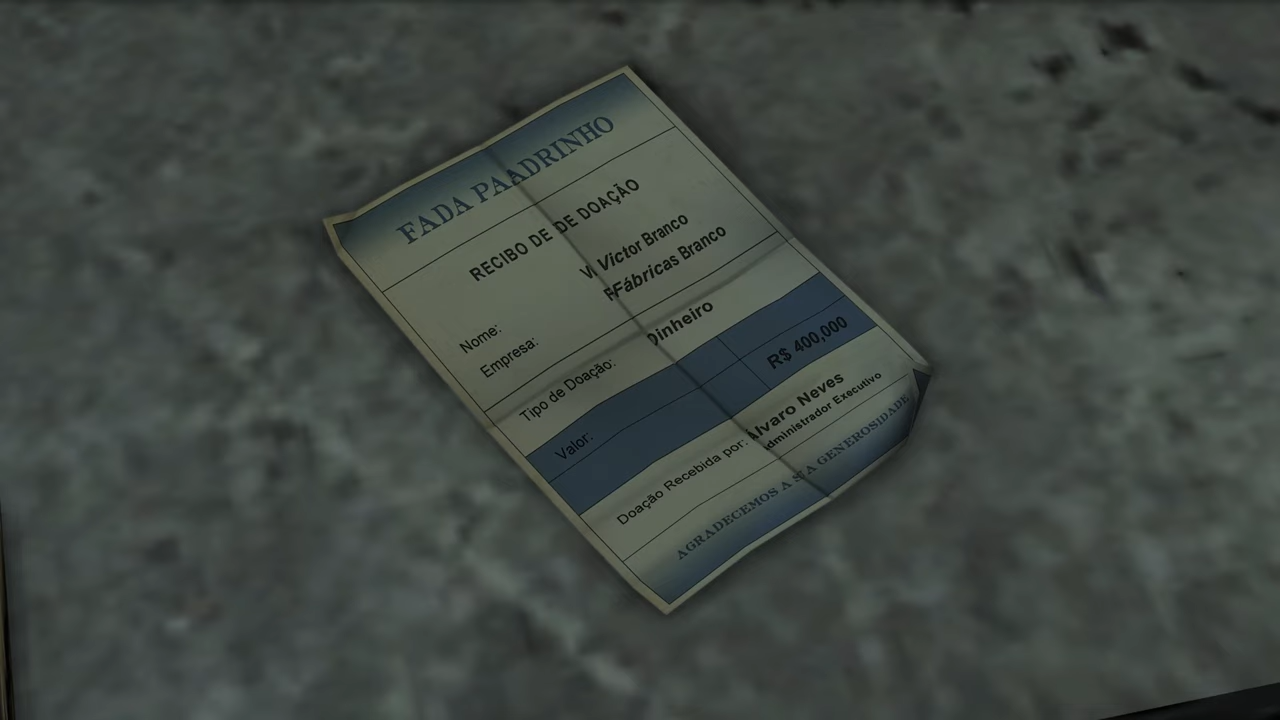 FADA PAADRINHO
RECIBO DE DE DOAÇÃO
Nome: V Victor Branco
Empresa: FFábricas Branco
Tipo de Doação: Dinheiro
Valor: R$ 400,000
Doação Recebida por: Álvaro Neves
Administrador Executivo
AGRADECEMOS A SUA GENEROSIDADE